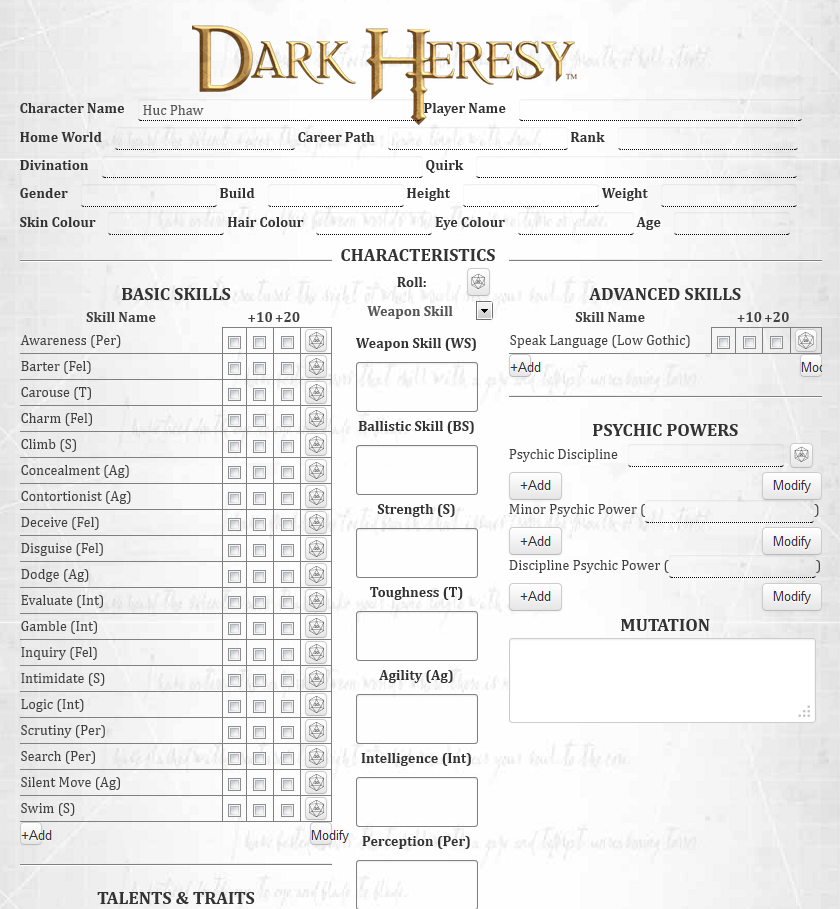 DARK HERESY™
Character Name Huc Phaw Player Name
Home World Career Path Rank
Divination Quirk
Gender Build Height Weight
Skin Colour Hair Colour Eye Colour Age
CHARACTERISTICS
BASIC SKILLS
Skill Name +10 +20
Awareness (Per)
Barter (Fel)
Carouse (T)
Charm (Fel)
Climb (S)
Concealment (Ag)
Contortionist (Ag)
Deceive (Fel)
Disguise (Fel)
Dodge (Ag)
Evaluate (Int)
Gamble (Int)
Inquiry (Fel)
Intimidate (S)
Logic (Int)
Scrutiny (Per)
Search (Per)
Silent Move (Ag)
Swim (S)
+Add Modify
TALENTS & TRAITS
Roll:
Weapon Skill
Weapon Skill (WS)
Ballistic Skill (BS)
Strength (S)
Toughness (T)
Agility (Ag)
Intelligence (Int)
Perception (Per)
ADVANCED SKILLS
Skill Name +10 +20
Speak Language (Low Gothic)
+Add Mo
PSYCHIC POWERS
Psychic Discipline
+Add Modify
Minor Psychic Power ( )
+Add Modify
Discipline Psychic Power ( )
+Add Modify
MUTATION